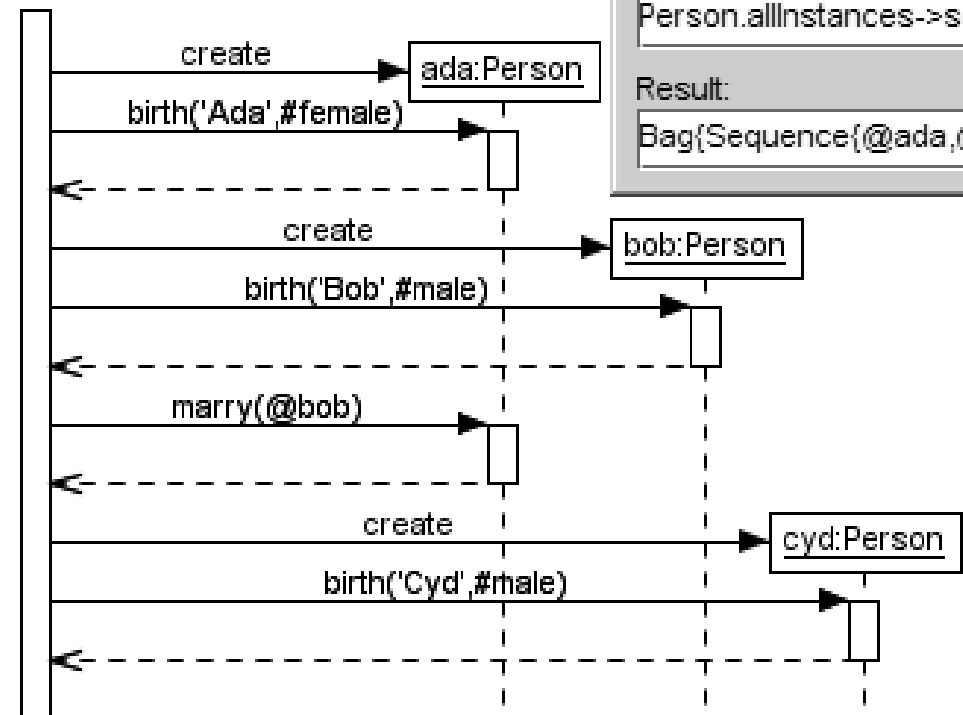 Person.allInstances->s
create
ada:Person
Result:
birth('Ada',#female)
Bag{Sequence{@ada,
create
bob:Person
birth('Bob',#male)
marry(@bob)
create
cyd:Person
birth('Cyd',#male)